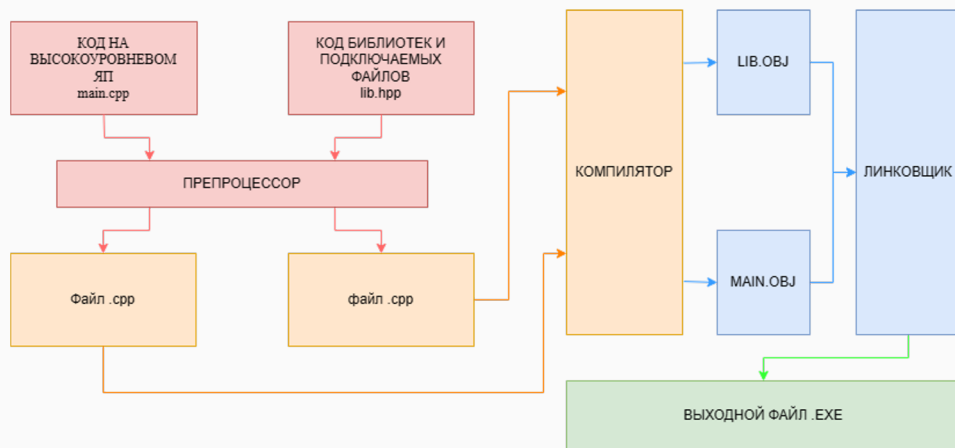 КОД НА
ВЫСОКОУРОВНЕВОМ
ЯП
main.cpp
КОД БИБЛИОТЕК И
ПОДКЛЮЧАЕМЫХ
ФАЙЛОВ
lib.hpp
ПРЕПРОЦЕССОР
Файл .cpp
файл .cpp
КОМПИЛЯТОР
LIB.OBJ
MAIN.OBJ
ЛИНКОВЩИК
ВЫХОДНОЙ ФАЙЛ .EXE